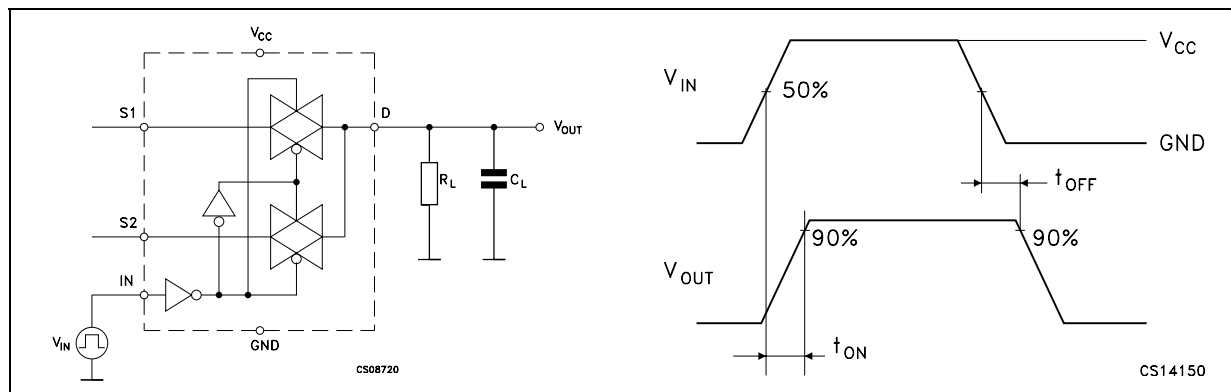 VCC
S1
D
VOUT
RL
CL
S2
IN
VIN
GND
CS08720
VCC
VIN
50%
GND
tOFF
90%
90%
VOUT
tON
CS14150